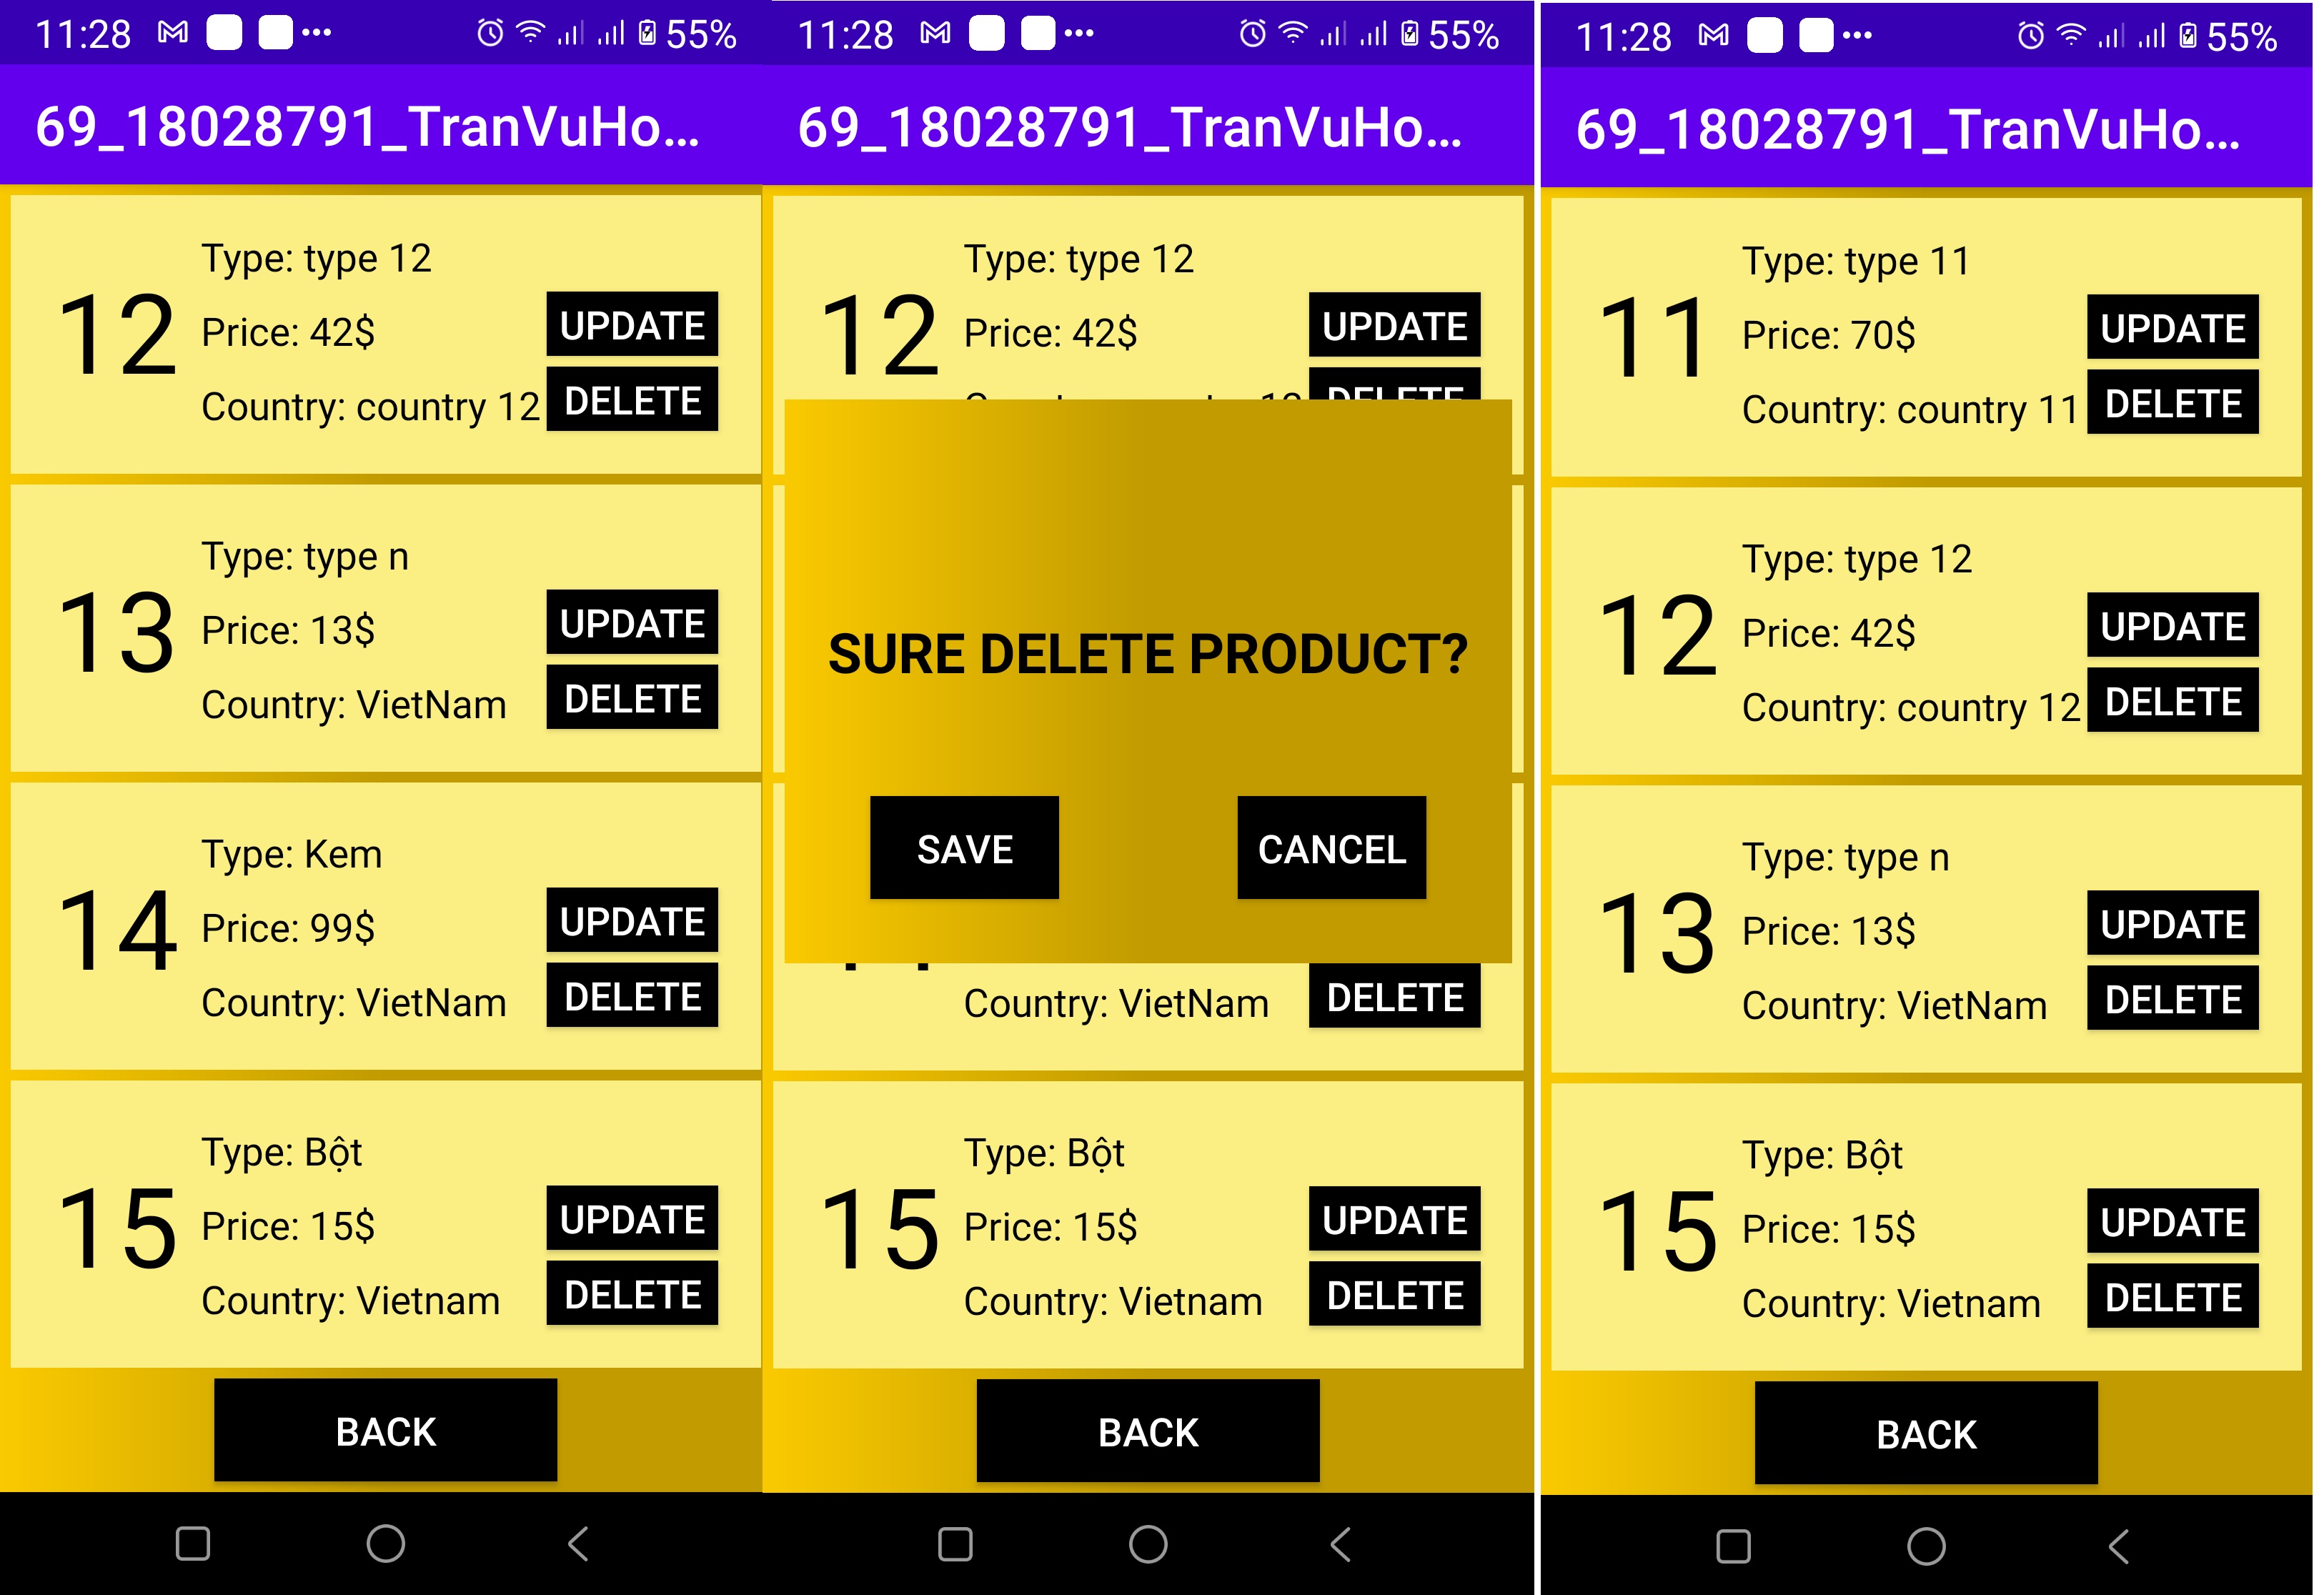 11:28 55%
69_18028791_TranVuHo...
12
Type: type 12
Price: 42$
Country: country 12
UPDATE
DELETE
13
Type: type n
Price: 13$
Country: VietNam
UPDATE
DELETE
14
Type: Kem
Price: 99$
Country: VietNam
UPDATE
DELETE
15
Type: Bột
Price: 15$
Country: Vietnam
UPDATE
DELETE
BACK
11:28 55%
69_18028791_TranVuHo...
12
Type: type 12
Price: 42$
UPDATE
DELETE
SURE DELETE PRODUCT?
SAVE
CANCEL
Country: VietNam
DELETE
15
Type: Bột
Price: 15$
Country: Vietnam
UPDATE
DELETE
BACK
11:28 55%
69_18028791_TranVuHo...
11
Type: type 11
Price: 70$
Country: country 11
UPDATE
DELETE
12
Type: type 12
Price: 42$
Country: country 12
UPDATE
DELETE
13
Type: type n
Price: 13$
Country: VietNam
UPDATE
DELETE
15
Type: Bột
Price: 15$
Country: Vietnam
UPDATE
DELETE
BACK